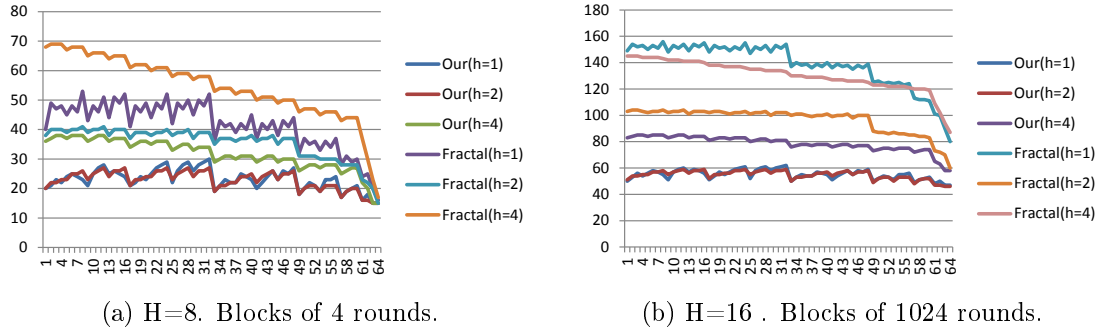 80
70
60
50
40
30
20
10
0
1 4 7 10 13 16 19 22 25 28 31 34 37 40 43 46 49 52 55 58 61 64
Our(h=1)
Our(h=2)
Our(h=4)
Fractal(h=1)
Fractal(h=2)
Fractal(h=4)
(a) H=8. Blocks of 4 rounds.
180
160
140
120
100
80
60
40
20
0
1 4 7 10 13 16 19 22 25 28 31 34 37 40 43 46 49 52 55 58 61 64
Our(h=1)
Our(h=2)
Our(h=4)
Fractal(h=1)
Fractal(h=2)
Fractal(h=4)
(b) H=16 . Blocks of 1024 rounds.